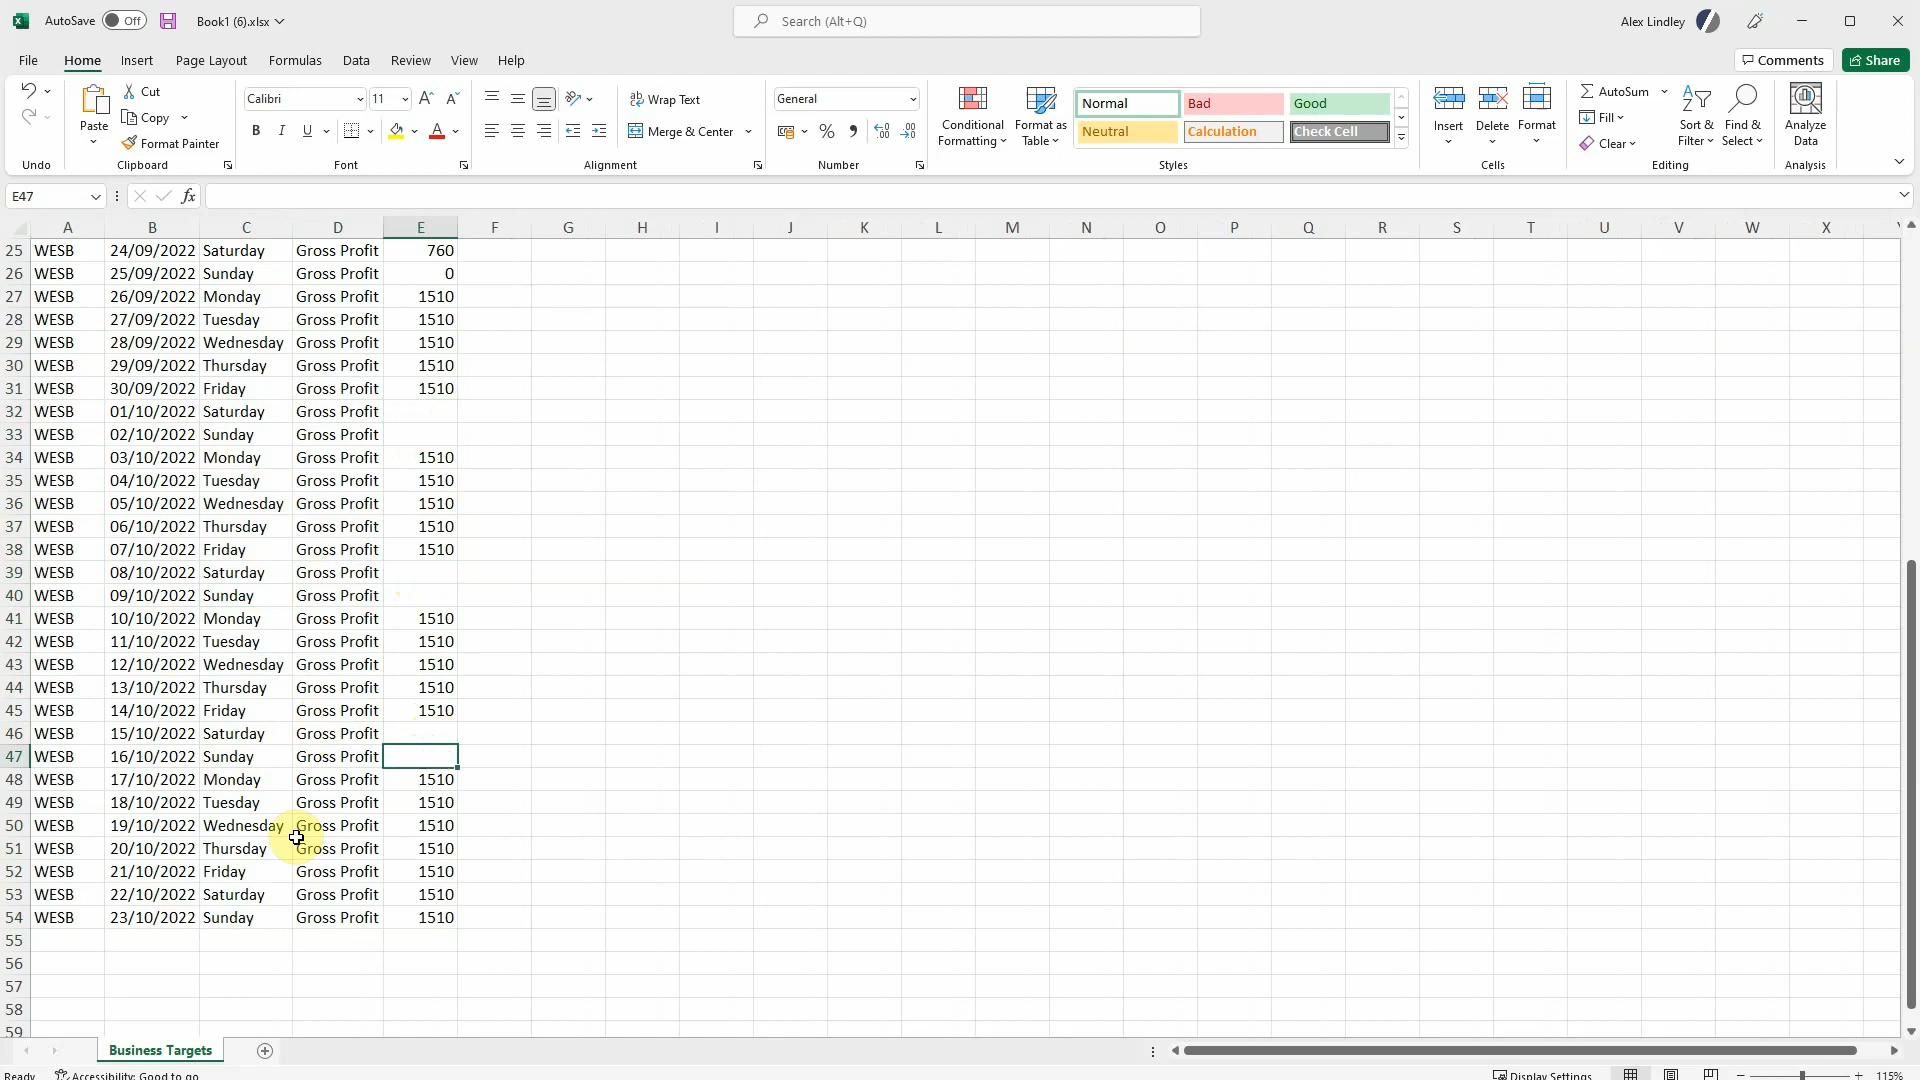 AutoSave Off Book1 (6).xlsx Search (Alt+Q) Alex Lindley
File Home Insert Page Layout Formulas Data Review View Help Comments Share
Undo
Paste
Cut
Copy
Format Painter
Clipboard
Calibri 11 A A
B I U A
Font
Wrap Text
Merge & Center
Alignment
General
%
Number
Conditional Formatting
Format as Table
Normal Bad Good
Neutral Calculation Check Cell
Styles
Insert Delete Format
Cells
AutoSum
Fill
Clear
Sort & Filter
Find & Select
Editing
Analyze Data
Analysis
E47 fx
A B C D E F G H I J K L M N O P Q R S T U V W X
25 WESB 24/09/2022 Saturday Gross Profit 760
26 WESB 25/09/2022 Sunday Gross Profit 0
27 WESB 26/09/2022 Monday Gross Profit 1510
28 WESB 27/09/2022 Tuesday Gross Profit 1510
29 WESB 28/09/2022 Wednesday Gross Profit 1510
30 WESB 29/09/2022 Thursday Gross Profit 1510
31 WESB 30/09/2022 Friday Gross Profit 1510
32 WESB 01/10/2022 Saturday Gross Profit
33 WESB 02/10/2022 Sunday Gross Profit
34 WESB 03/10/2022 Monday Gross Profit 1510
35 WESB 04/10/2022 Tuesday Gross Profit 1510
36 WESB 05/10/2022 Wednesday Gross Profit 1510
37 WESB 06/10/2022 Thursday Gross Profit 1510
38 WESB 07/10/2022 Friday Gross Profit 1510
39 WESB 08/10/2022 Saturday Gross Profit
40 WESB 09/10/2022 Sunday Gross Profit
41 WESB 10/10/2022 Monday Gross Profit 1510
42 WESB 11/10/2022 Tuesday Gross Profit 1510
43 WESB 12/10/2022 Wednesday Gross Profit 1510
44 WESB 13/10/2022 Thursday Gross Profit 1510
45 WESB 14/10/2022 Friday Gross Profit 1510
46 WESB 15/10/2022 Saturday Gross Profit
47 WESB 16/10/2022 Sunday Gross Profit
48 WESB 17/10/2022 Monday Gross Profit 1510
49 WESB 18/10/2022 Tuesday Gross Profit 1510
50 WESB 19/10/2022 Wednesday Gross Profit 1510
51 WESB 20/10/2022 Thursday Gross Profit 1510
52 WESB 21/10/2022 Friday Gross Profit 1510
53 WESB 22/10/2022 Saturday Gross Profit 1510
54 WESB 23/10/2022 Sunday Gross Profit 1510
55
56
57
58
59
Business Targets
Ready Accessibility: Good to go Display Settings 115%